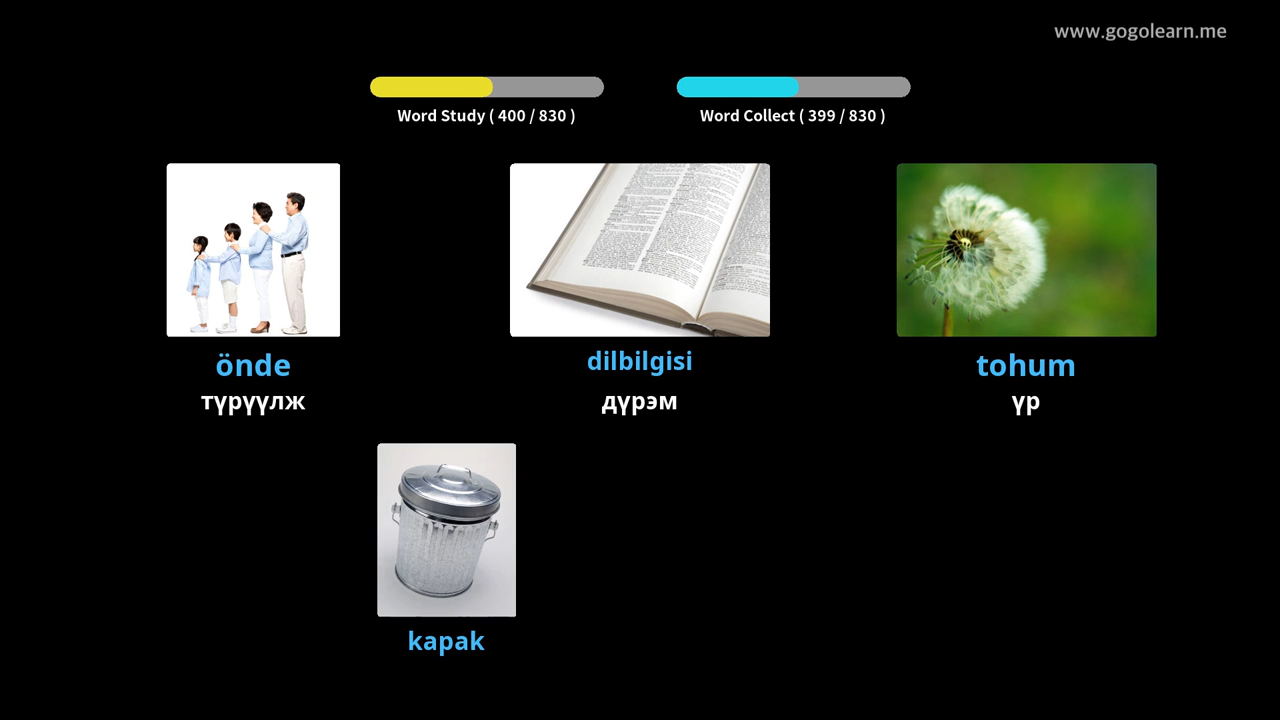 www.gogolearn.me
Word Study ( 400 / 830 )
Word Collect ( 399 / 830 )
önde
түрүүлж
dilbilgisi
дүрэм
tohum
үр
kapak